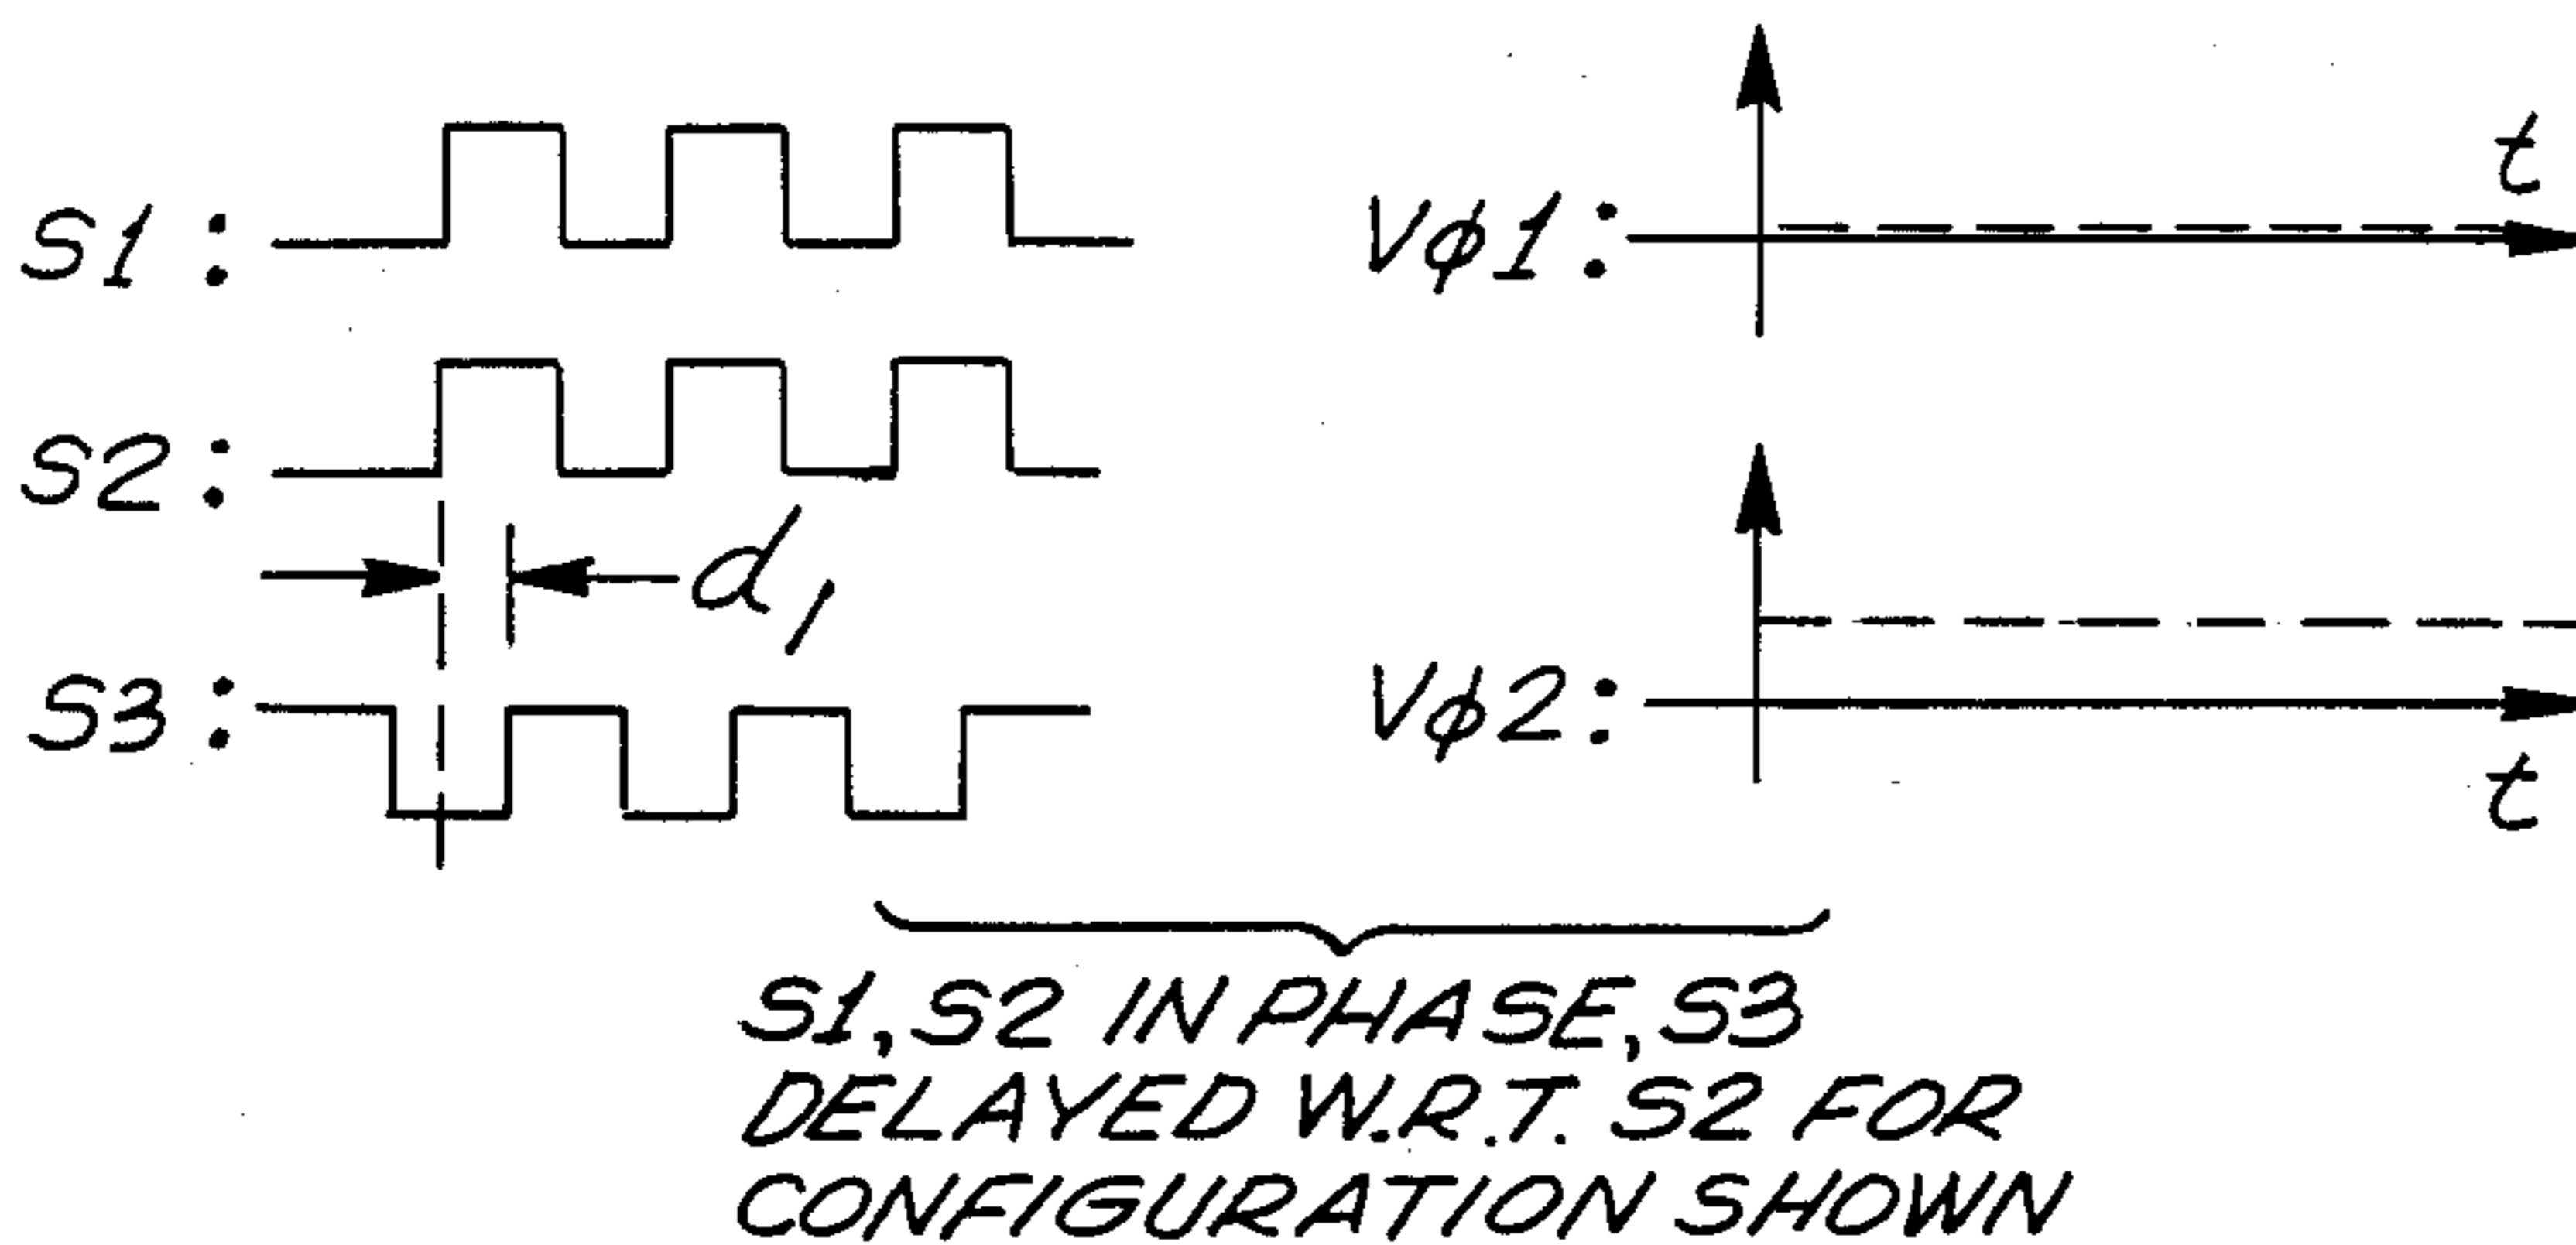 S1:
Vφ1:
t
S2:
d1
S3:
Vφ2:
t
S1, S2 IN PHASE, S3
DELAYED W.R.T. S2 FOR
CONFIGURATION SHOWN